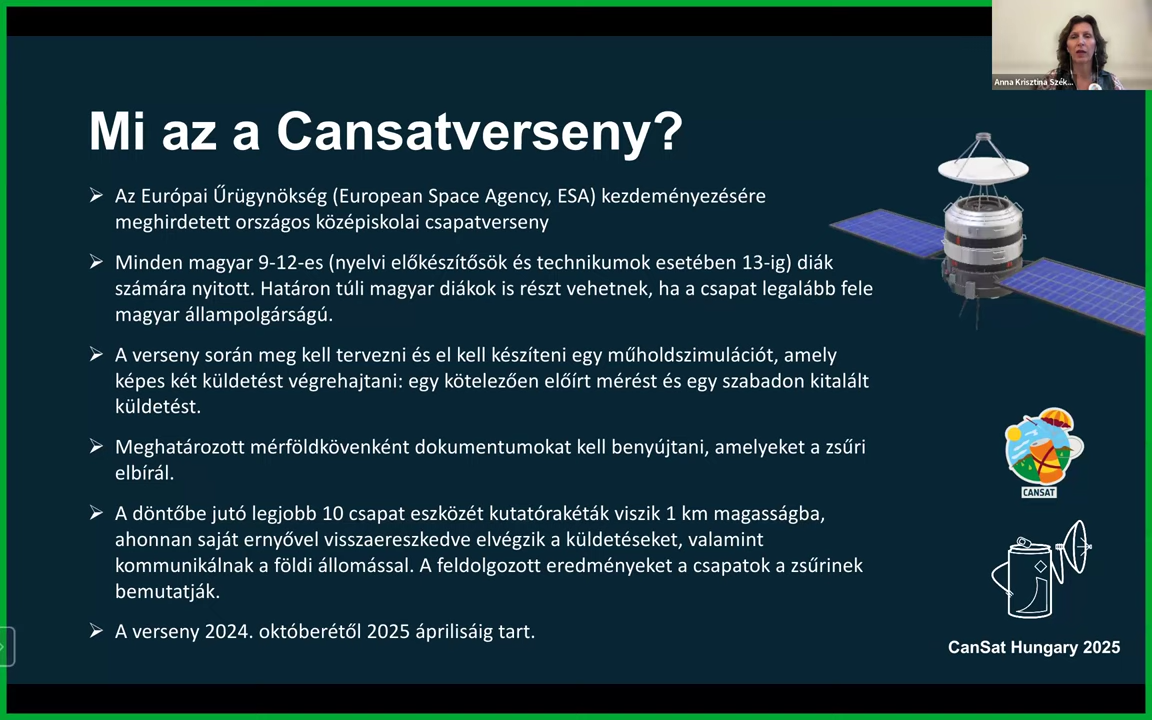 Anna Krisztina Szék...
Mi az a Cansatverseny?
➢ Az Európai Űrügynökség (European Space Agency, ESA) kezdeményezésére
meghirdetett országos középiskolai csapatverseny
➢ Minden magyar 9-12-es (nyelvi előkészítősök és technikumok esetében 13-ig) diák
számára nyitott. Határon túli magyar diákok is részt vehetnek, ha a csapat legalább fele
magyar állampolgárságú.
➢ A verseny során meg kell tervezni és el kell készíteni egy műholdszimulációt, amely
képes két küldetést végrehajtani: egy kötelezően előírt mérést és egy szabadon kitalált
küldetést.
➢ Meghatározott mérföldkövenként dokumentumokat kell benyújtani, amelyeket a zsűri
elbírál.
➢ A döntőbe jutó legjobb 10 csapat eszközét kutatórakéták viszik 1 km magasságba,
ahonnan saját ernyővel visszaereszkedve elvégzik a küldetéseket, valamint
kommunikálnak a földi állomással. A feldolgozott eredményeket a csapatok a zsűrinek
bemutatják.
➢ A verseny 2024. októberétől 2025 áprilisáig tart.
CANSAT
CanSat Hungary 2025